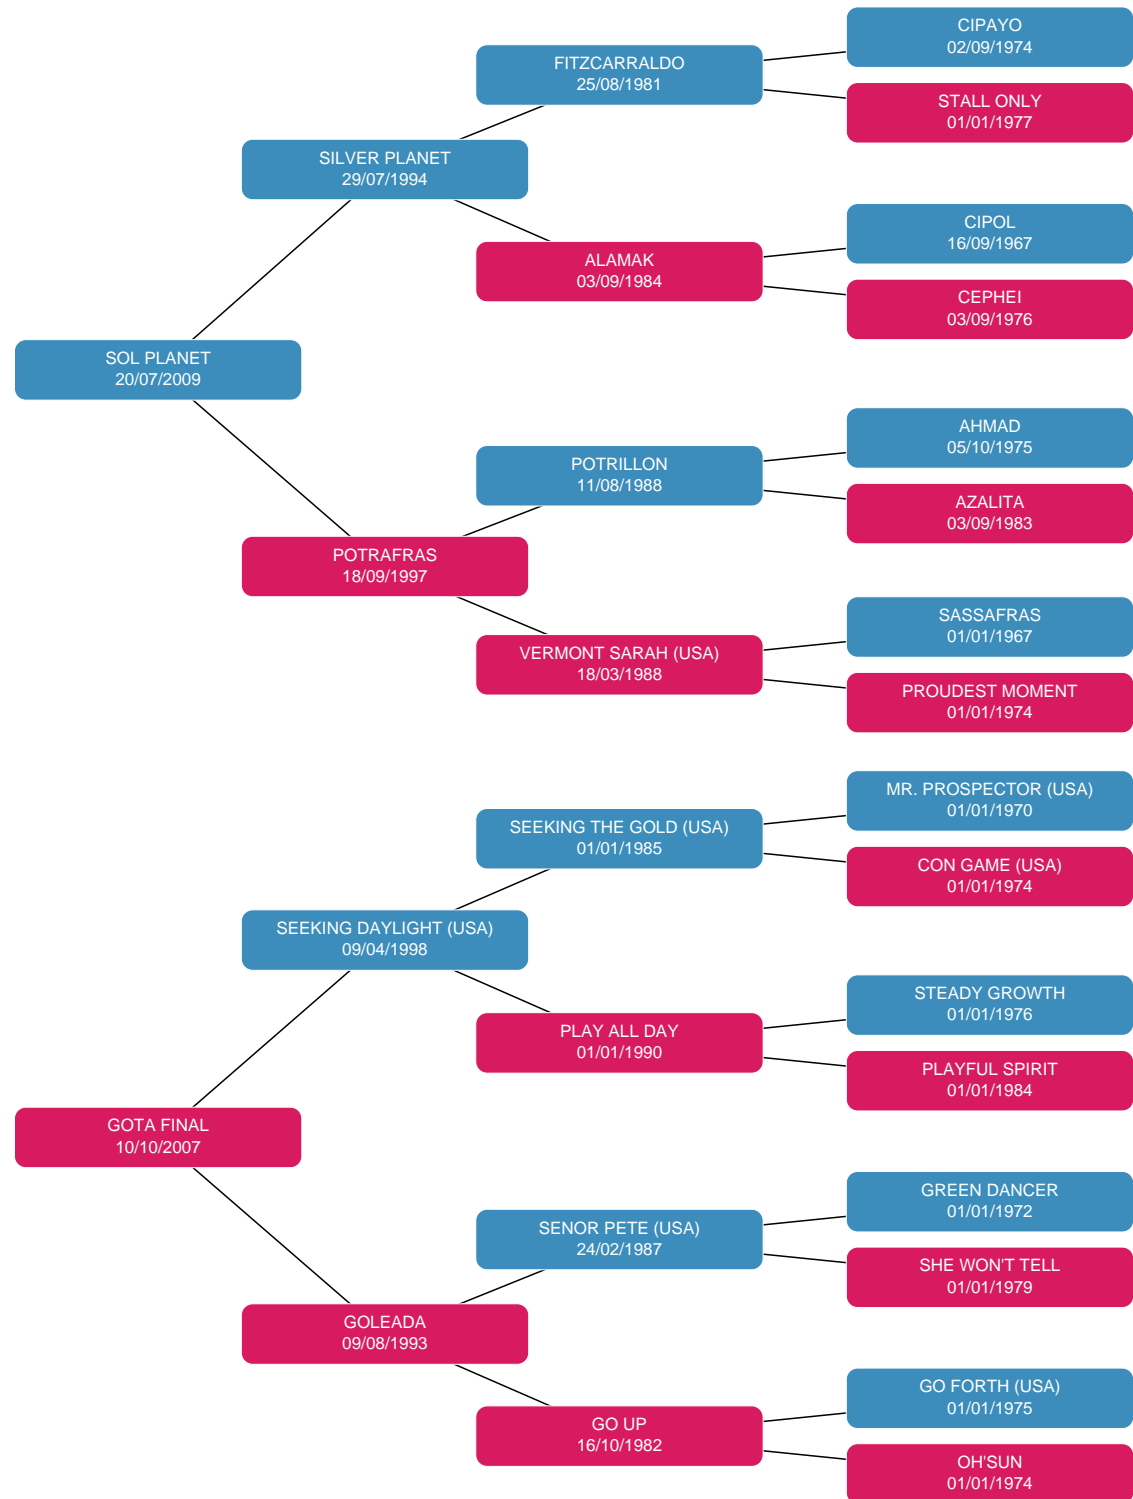 CIPAYO
02/09/1974
FITZCARRALDO
25/08/1981
STALL ONLY
01/01/1977
SILVER PLANET
29/07/1994
CIPOL
16/09/1967
ALAMAK
03/09/1984
CEPHEI
03/09/1976
SOL PLANET
20/07/2009
AHMAD
05/10/1975
POTRILLON
11/08/1988
AZALITA
03/09/1983
POTRAFRAS
18/09/1997
SASSAFRAS
01/01/1967
VERMONT SARAH (USA)
18/03/1988
PROUDEST MOMENT
01/01/1974
MR. PROSPECTOR (USA)
01/01/1970
SEEKING THE GOLD (USA)
01/01/1985
CON GAME (USA)
01/01/1974
SEEKING DAYLIGHT (USA)
09/04/1998
STEADY GROWTH
01/01/1976
PLAY ALL DAY
01/01/1990
PLAYFUL SPIRIT
01/01/1984
GOTA FINAL
10/10/2007
GREEN DANCER
01/01/1972
SENOR PETE (USA)
24/02/1987
SHE WON'T TELL
01/01/1979
GOLEADA
09/08/1993
GO FORTH (USA)
01/01/1975
GO UP
16/10/1982
OH'SUN
01/01/1974